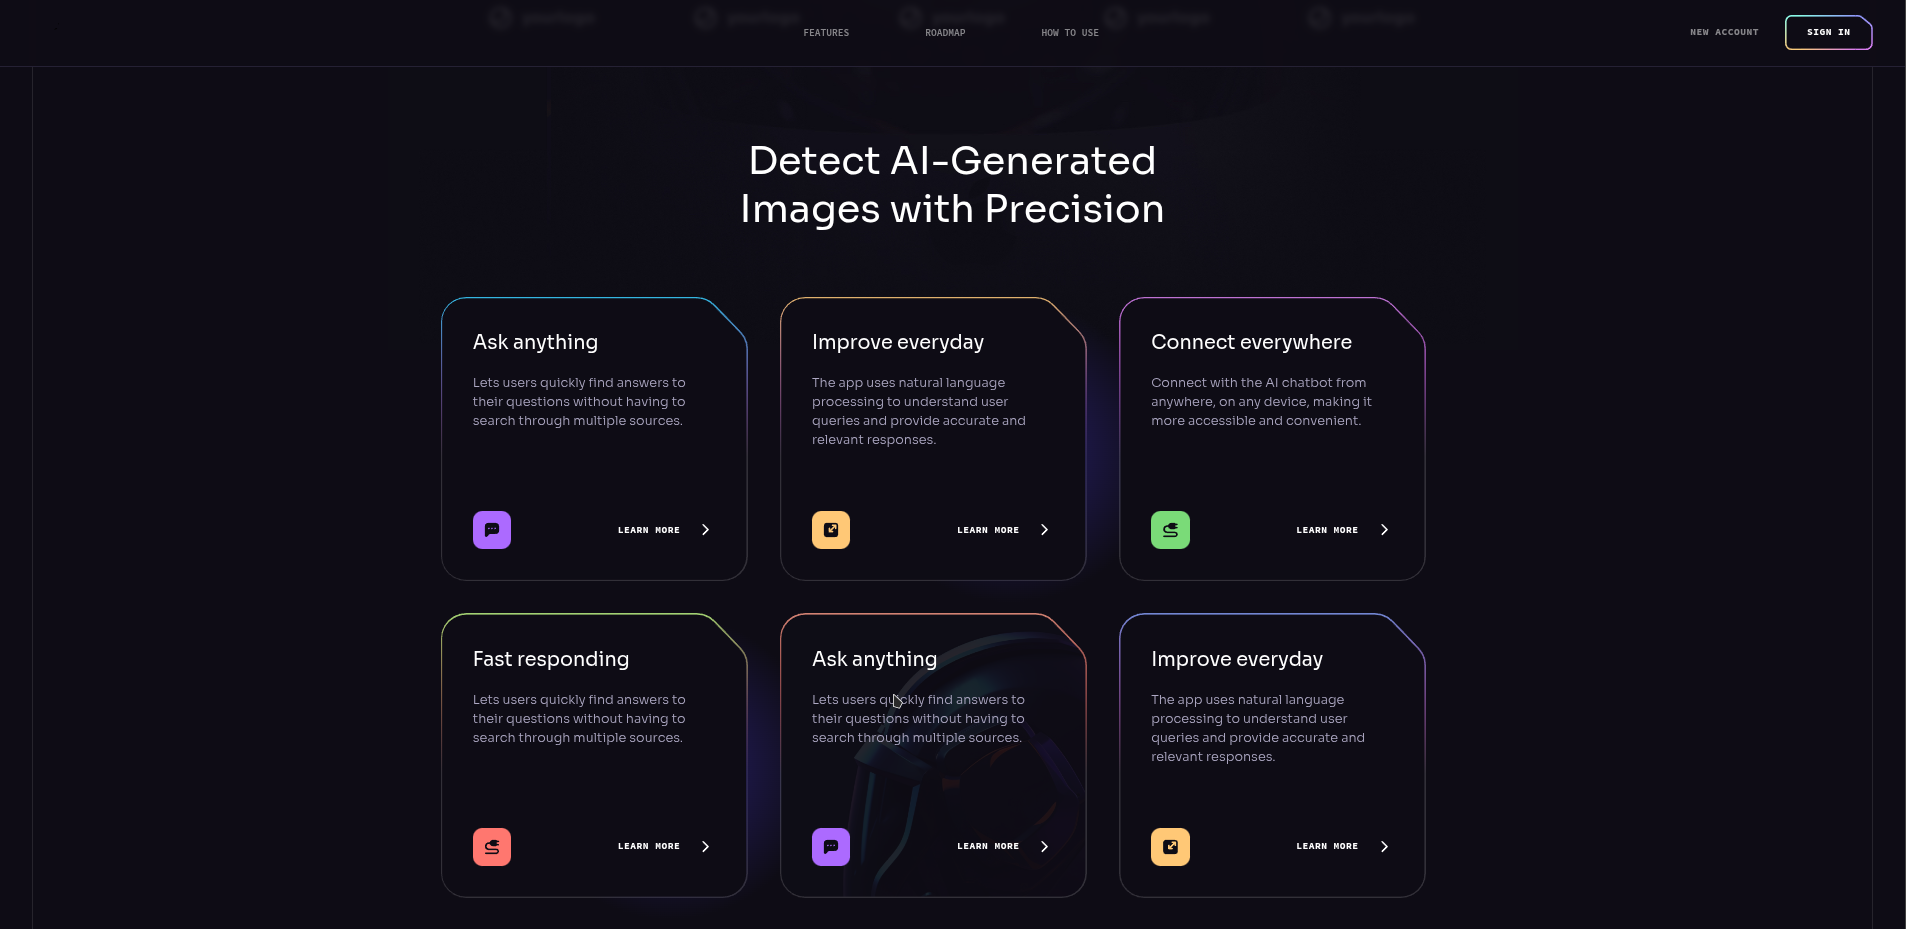 yourlogo yourlogo yourlogo yourlogo yourlogo
FEATURES ROADMAP HOW TO USE
NEW ACCOUNT SIGN IN
Detect AI-Generated
Images with Precision
Ask anything
Lets users quickly find answers to
their questions without having to
search through multiple sources.
LEARN MORE
Improve everyday
The app uses natural language
processing to understand user
queries and provide accurate and
relevant responses.
LEARN MORE
Connect everywhere
Connect with the AI chatbot from
anywhere, on any device, making it
more accessible and convenient.
LEARN MORE
Fast responding
Lets users quickly find answers to
their questions without having to
search through multiple sources.
LEARN MORE
Ask anything
Lets users quickly find answers to
their questions without having to
search through multiple sources.
LEARN MORE
Improve everyday
The app uses natural language
processing to understand user
queries and provide accurate and
relevant responses.
LEARN MORE